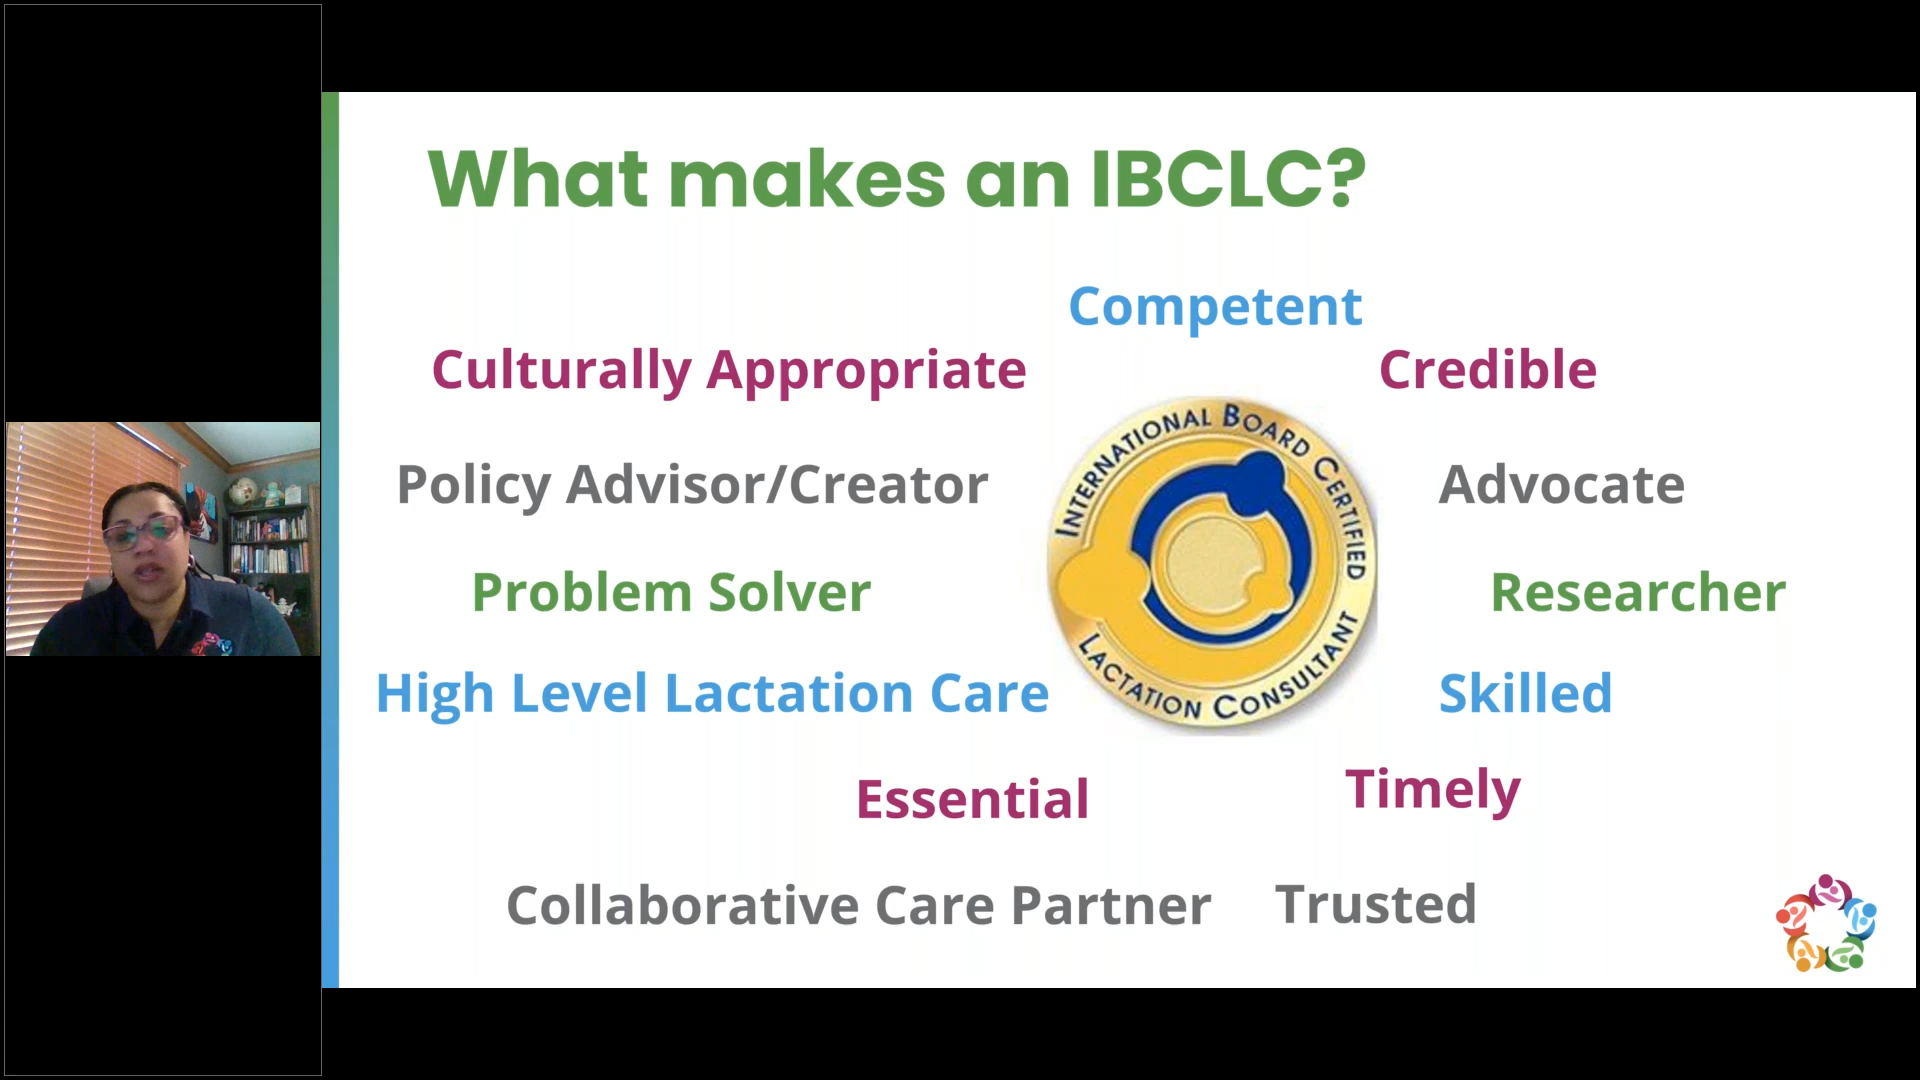 What makes an IBCLC?
Competent
Culturally Appropriate
Credible
Policy Advisor/Creator
Advocate
INTERNATIONAL BOARD CERTIFIED
LACTATION CONSULTANT
Problem Solver
Researcher
High Level Lactation Care
Skilled
Essential
Timely
Collaborative Care Partner
Trusted